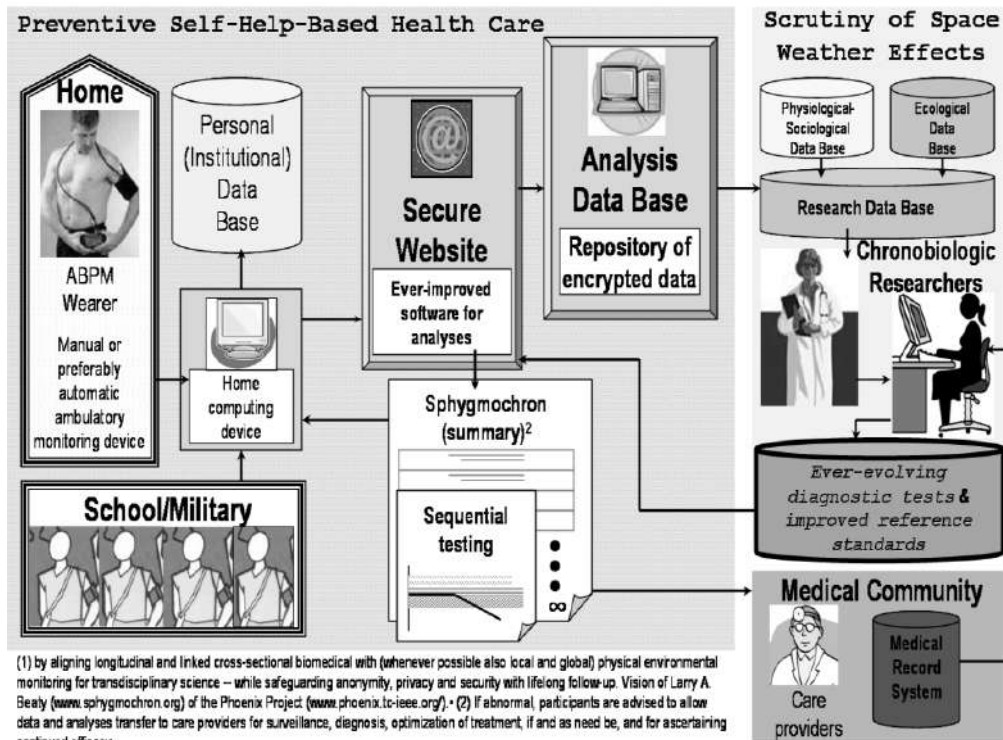 Preventive Self-Help-Based Health Care
Home
ABPM
Wearer
Manual or
preferably
automatic
ambulatory
monitoring device
Personal
(Institutional)
Data
Base
Home
computing
device
School/Military
@
Secure
Website
Ever-improved
software for
analyses
Analysis
Data Base
Repository of
encrypted data
Sphygmochron
(summary)2
Sequential
testing
∞
Scrutiny of Space
Weather Effects
Physiological-
Sociological
Data Base
Ecological
Data
Base
Research Data Base
Chronobiologic
Researchers
Ever-evolving
diagnostic tests &
improved reference
standards
Medical Community
Care
providers
Medical
Record
System
(1) by aligning longitudinal and linked cross-sectional biomedical with (whenever possible also local and global) physical environmental
monitoring for transdisciplinary science -- while safeguarding anonymity, privacy and security with lifelong follow-up. Vision of Larry A.
Beaty (www.sphygmochron.org) of the Phoenix Project (www.phoenix.tc-ieee.org/). • (2) If abnormal, participants are advised to allow
data and analyses transfer to care providers for surveillance, diagnosis, optimization of treatment, if and as need be, and for ascertaining